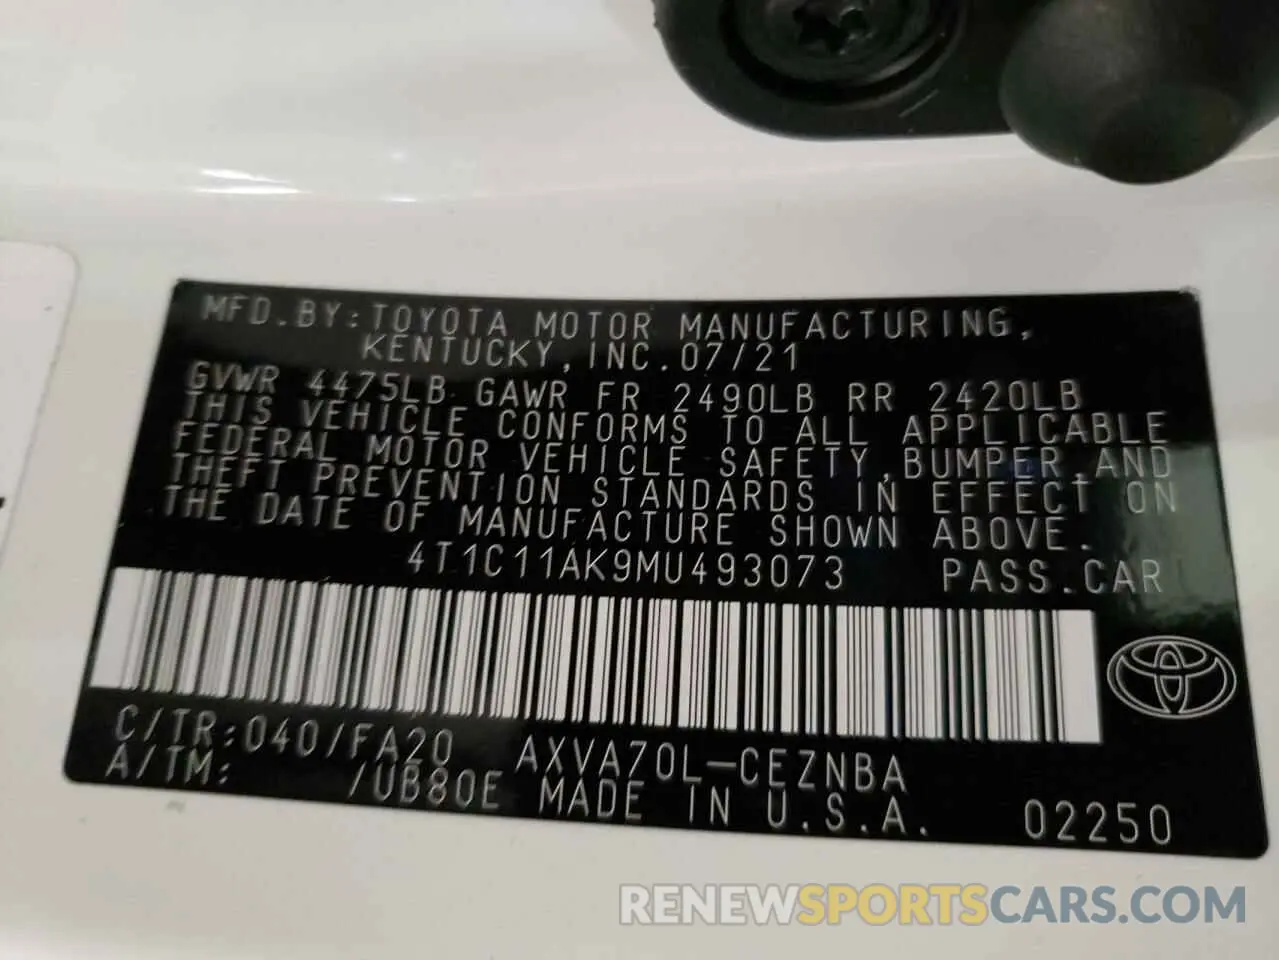 MFD.BY:TOYOTA MOTOR MANUFACTURING,
KENTUCKY,INC.07/21
GVWR 4475LB GAWR FR 2490LB RR 2420LB
THIS VEHICLE CONFORMS TO ALL APPLICABLE
FEDERAL MOTOR VEHICLE SAFETY,BUMPER AND
THEFT PREVENTION STANDARDS IN EFFECT ON
THE DATE OF MANUFACTURE SHOWN ABOVE.
4T1C11AK9MU493073 PASS.CAR
C/TR:040/FA20 AXVA70L-CEZNBA
A/TM: /UB80E MADE IN U.S.A. 02250
RENEWSPORTSCARS.COM